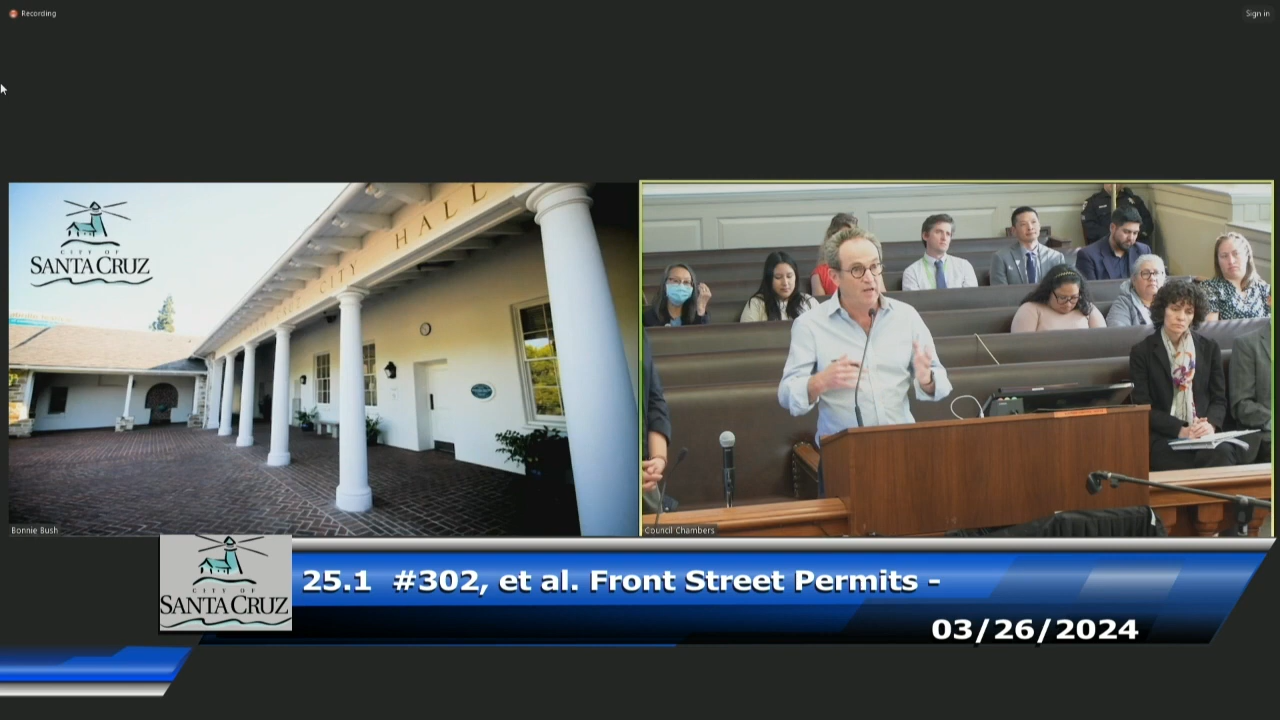 Recording
Sign in
CITY OF
SANTA CRUZ
CITY HALL
Bonnie Bush
Council Chambers
CITY OF
SANTA CRUZ
25.1 #302, et al. Front Street Permits -
03/26/2024